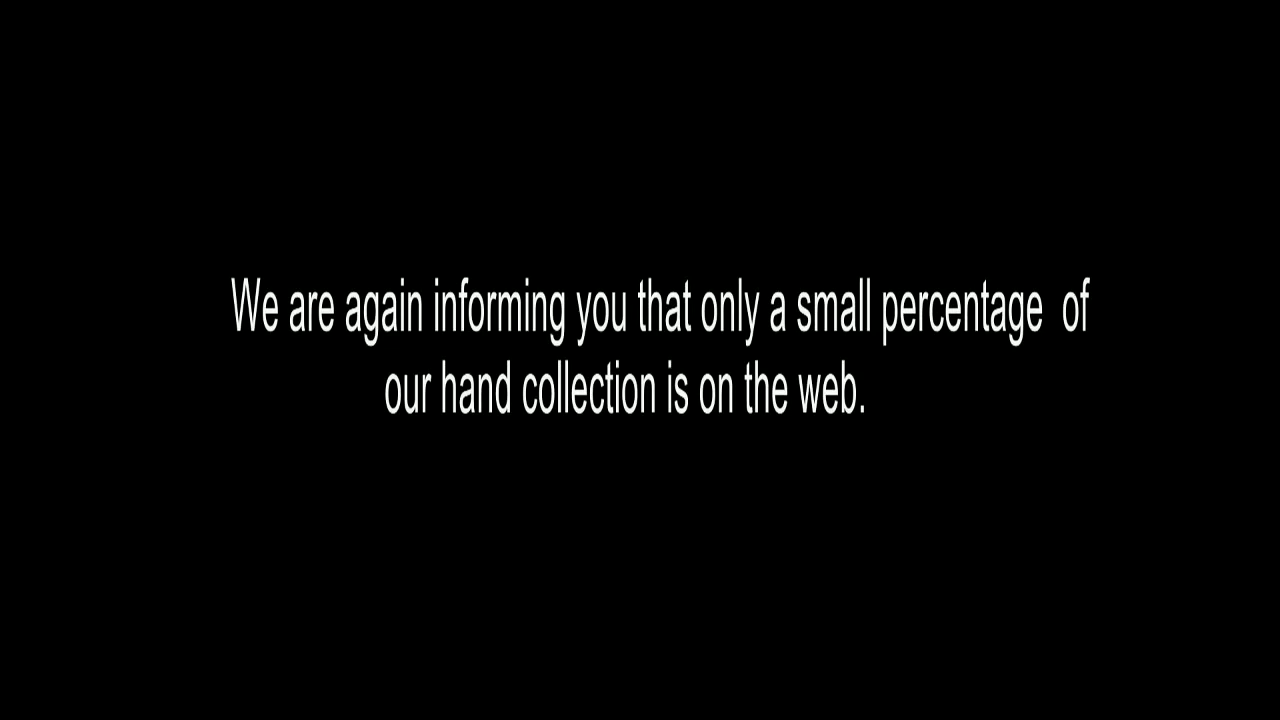 We are again informing you that only a small percentage  of
our hand collection is on the web.